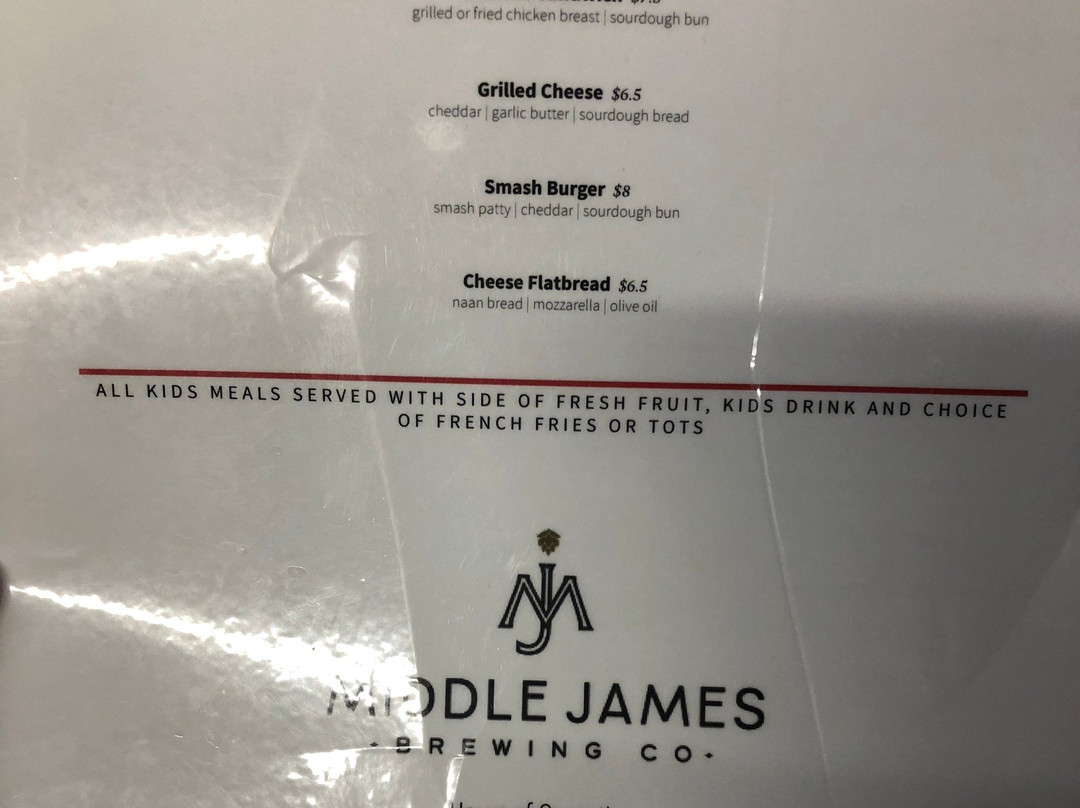 grilled or fried chicken breast | sourdough bun
Grilled Cheese $6.5
cheddar | garlic butter | sourdough bread
Smash Burger $8
smash patty | cheddar | sourdough bun
Cheese Flatbread $6.5
naan bread | mozzarella | olive oil
ALL KIDS MEALS SERVED WITH SIDE OF FRESH FRUIT, KIDS DRINK AND CHOICE
OF FRENCH FRIES OR TOTS
MIDDLE JAMES
· BREWING CO ·